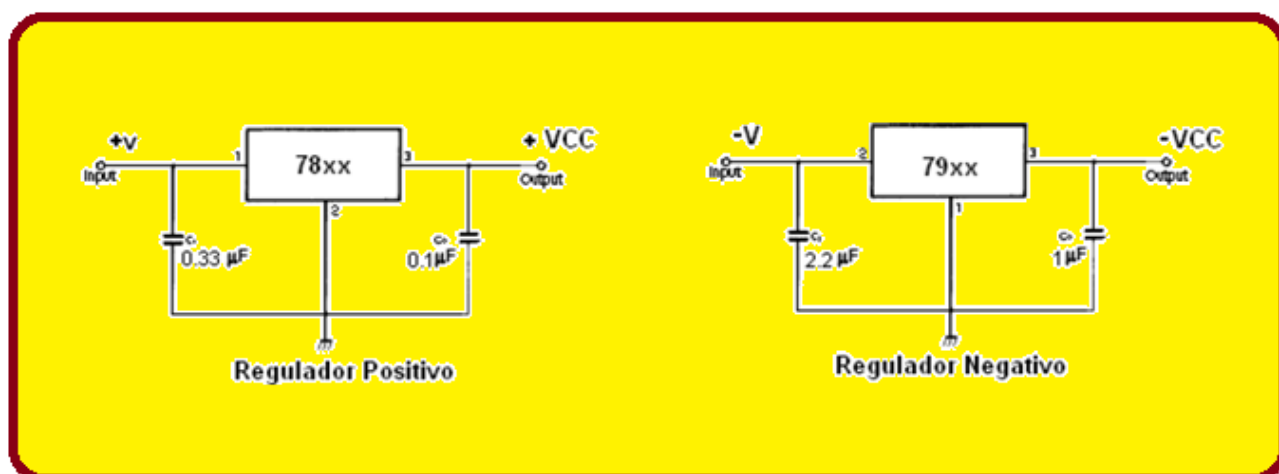 +V
+ VCC
1
78xx
3
Input
Output
2
0.33 µF
0.1µF
Regulador Positivo
-V
-VCC
2
79xx
3
Input
Output
1
2.2 µF
1µF
Regulador Negativo